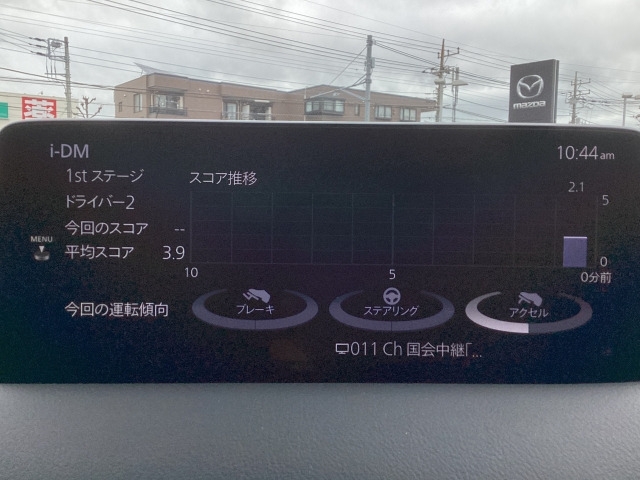 薬
mazda
i-DM
10:44am
1st ステージ
スコア推移
2.1
ドライバー2
5
今回のスコア --
MENU
平均スコア 3.9
0
10
5
0分前
今回の運転傾向
ブレーキ
ステアリング
アクセル
011 Ch 国会中継「...